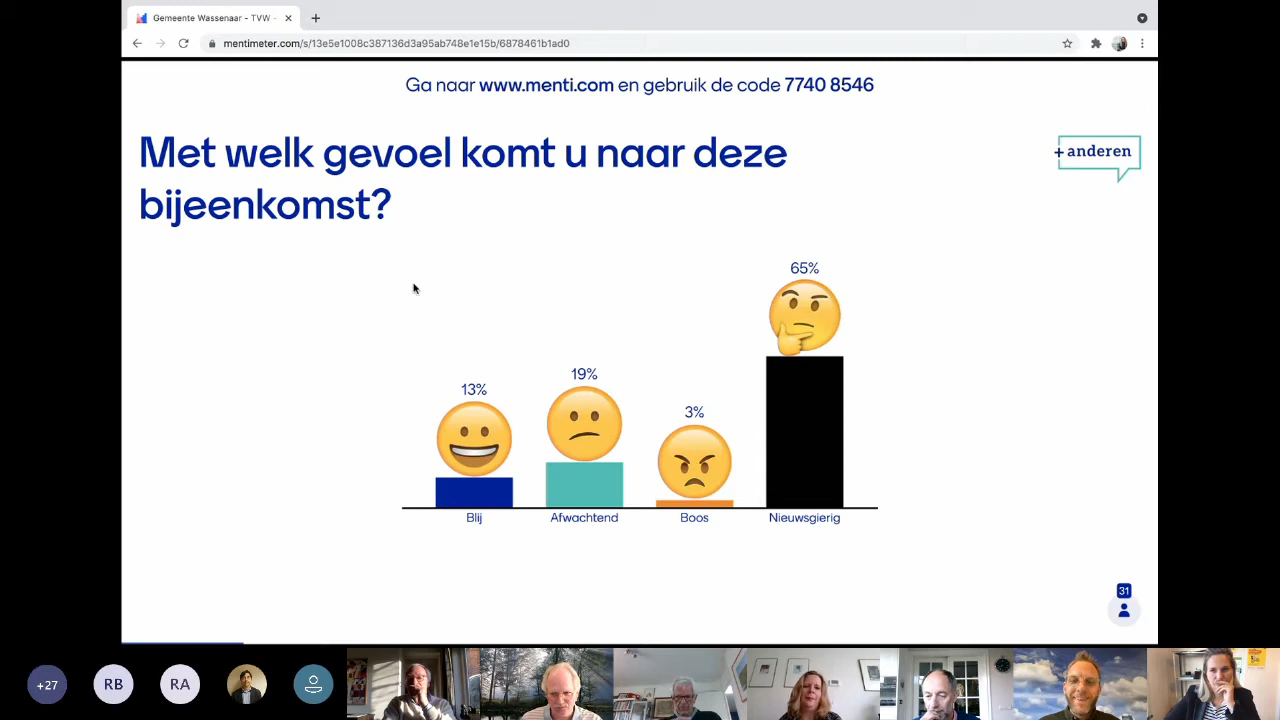 Gemeente Wassenaar - TVW -
mentimeter.com/s/13e5e1008c387136d3a95ab748e1e15b/6878461b1ad0
Ga naar www.menti.com en gebruik de code 7740 8546
Met welk gevoel komt u naar deze
bijeenkomst?
+anderen
65%
19%
13%
3%
Blij
Afwachtend
Boos
Nieuwsgierig
31
+27
RB
RA